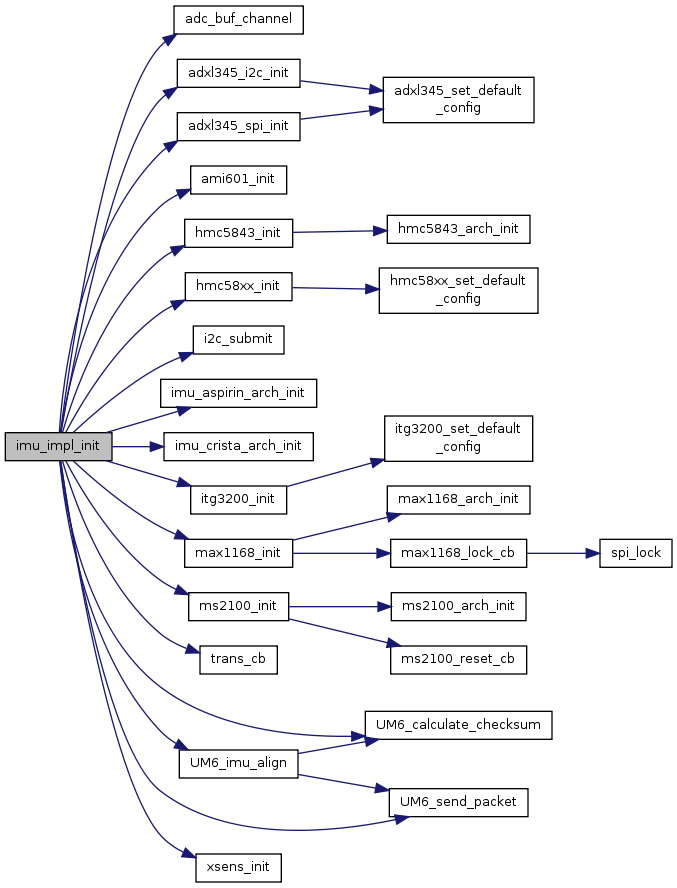 adc_buf_channel
adxl345_i2c_init
adxl345_set_default
_config
adxl345_spi_init
ami601_init
hmc5843_init
hmc5843_arch_init
hmc58xx_init
hmc58xx_set_default
_config
i2c_submit
imu_aspirin_arch_init
imu_impl_init
imu_crista_arch_init
itg3200_set_default
_config
itg3200_init
max1168_arch_init
max1168_init
max1168_lock_cb
spi_lock
ms2100_init
ms2100_arch_init
trans_cb
ms2100_reset_cb
UM6_calculate_checksum
UM6_imu_align
UM6_send_packet
xsens_init